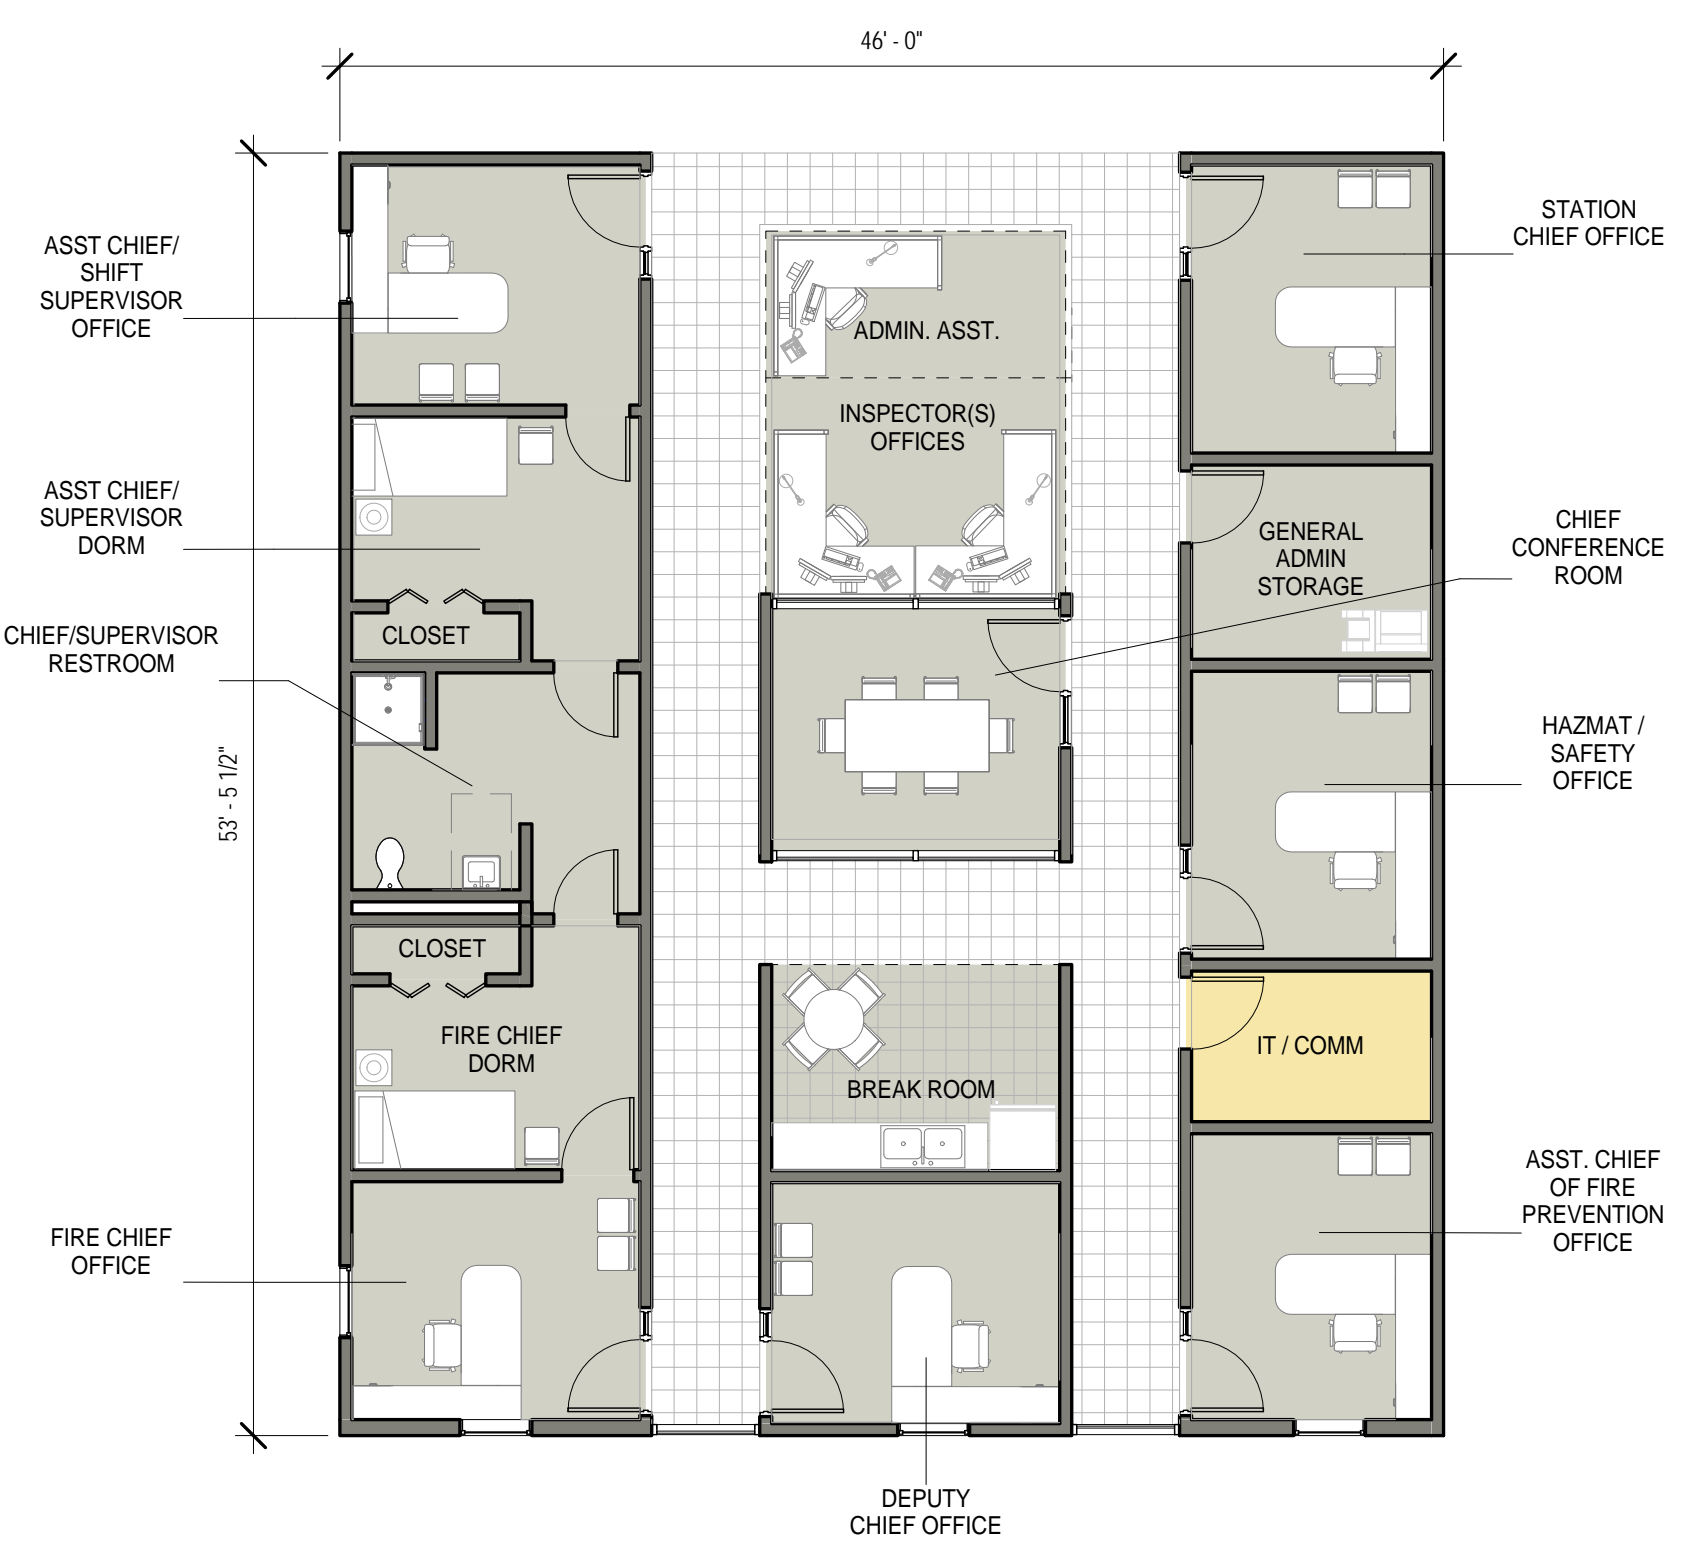 46' - 0"
STATION
CHIEF OFFICE
ASST CHIEF/
SHIFT
SUPERVISOR
OFFICE
ADMIN. ASST.
INSPECTOR(S)
OFFICES
ASST CHIEF/
SUPERVISOR
DORM
GENERAL
ADMIN
STORAGE
CHIEF
CONFERENCE
ROOM
CHIEF/SUPERVISOR
RESTROOM
CLOSET
HAZMAT /
SAFETY
OFFICE
53' - 5 1/2"
CLOSET
FIRE CHIEF
DORM
BREAK ROOM
IT / COMM
ASST. CHIEF
OF FIRE
PREVENTION
OFFICE
FIRE CHIEF
OFFICE
DEPUTY
CHIEF OFFICE